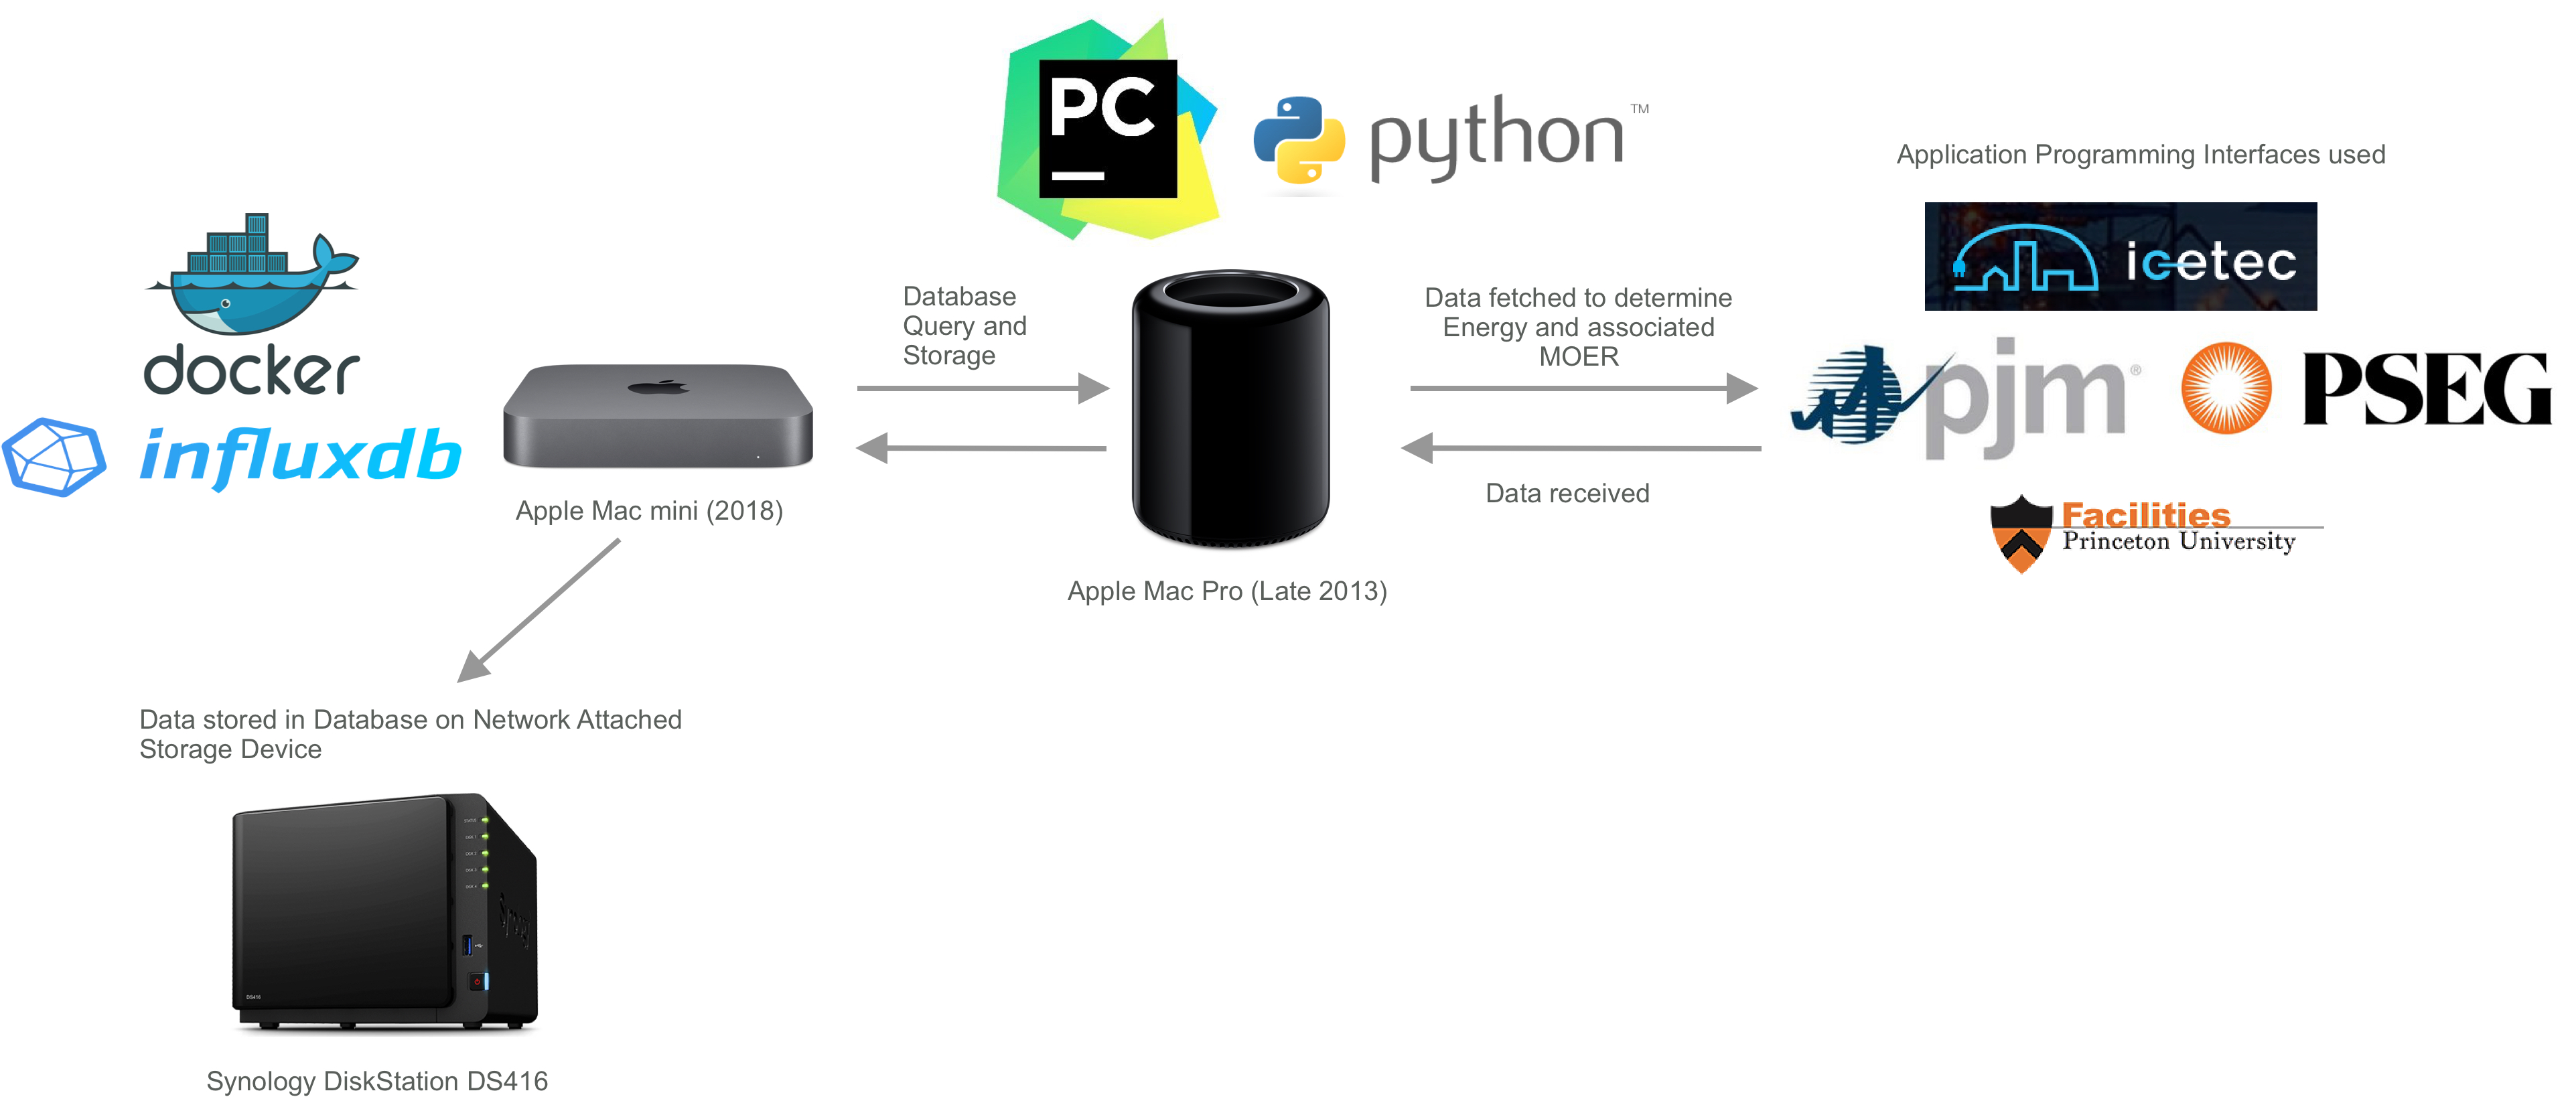 PC
python™
Application Programming Interfaces used
icetec
docker
influxdb
Database
Query and
Storage
Data fetched to determine
Energy and associated
MOER
pjm®
PSEG
Data received
Facilities
Princeton University
Apple Mac mini (2018)
Apple Mac Pro (Late 2013)
Data stored in Database on Network Attached
Storage Device
DS416
Synology DiskStation DS416